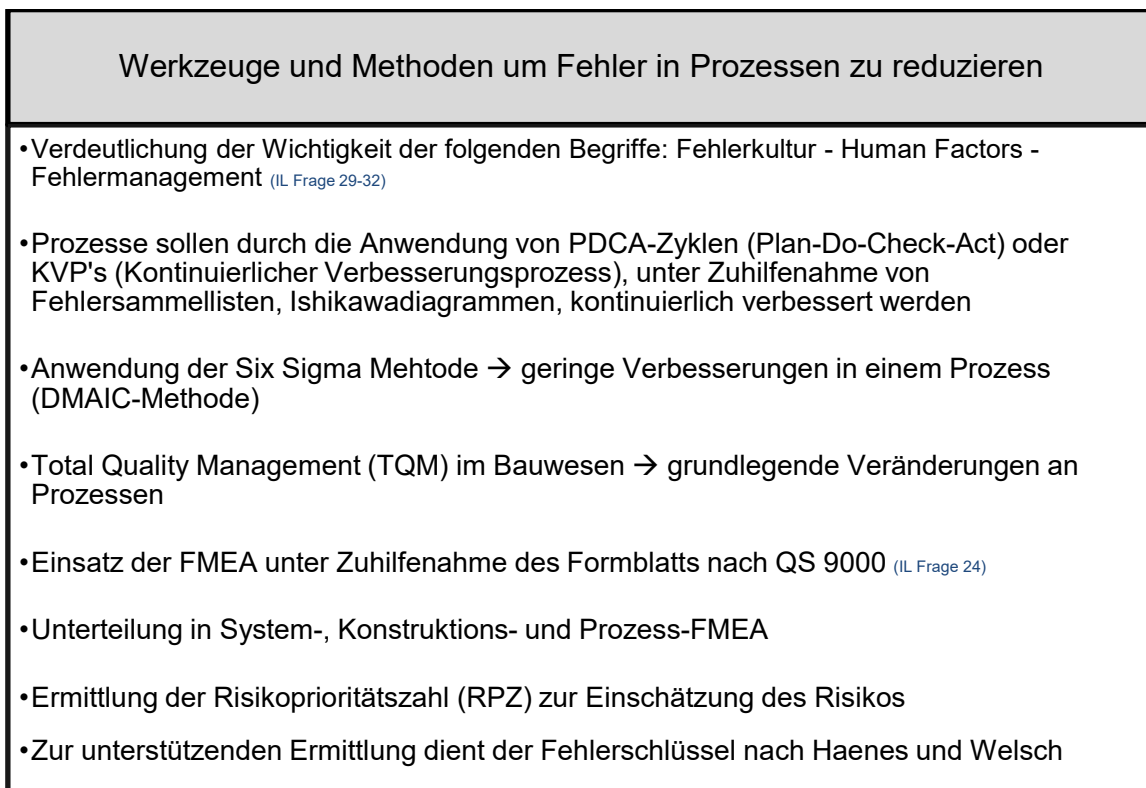 Werkzeuge und Methoden um Fehler in Prozessen zu reduzieren
•Verdeutlichung der Wichtigkeit der folgenden Begriffe: Fehlerkultur - Human Factors -
Fehlermanagement (IL Frage 29-32)
•Prozesse sollen durch die Anwendung von PDCA-Zyklen (Plan-Do-Check-Act) oder
KVP's (Kontinuierlicher Verbesserungsprozess), unter Zuhilfenahme von
Fehlersammellisten, Ishikawadiagrammen, kontinuierlich verbessert werden
•Anwendung der Six Sigma Mehtode → geringe Verbesserungen in einem Prozess
(DMAIC-Methode)
•Total Quality Management (TQM) im Bauwesen → grundlegende Veränderungen an
Prozessen
•Einsatz der FMEA unter Zuhilfenahme des Formblatts nach QS 9000 (IL Frage 24)
•Unterteilung in System-, Konstruktions- und Prozess-FMEA
•Ermittlung der Risikoprioritätszahl (RPZ) zur Einschätzung des Risikos
•Zur unterstützenden Ermittlung dient der Fehlerschlüssel nach Haenes und Welsch